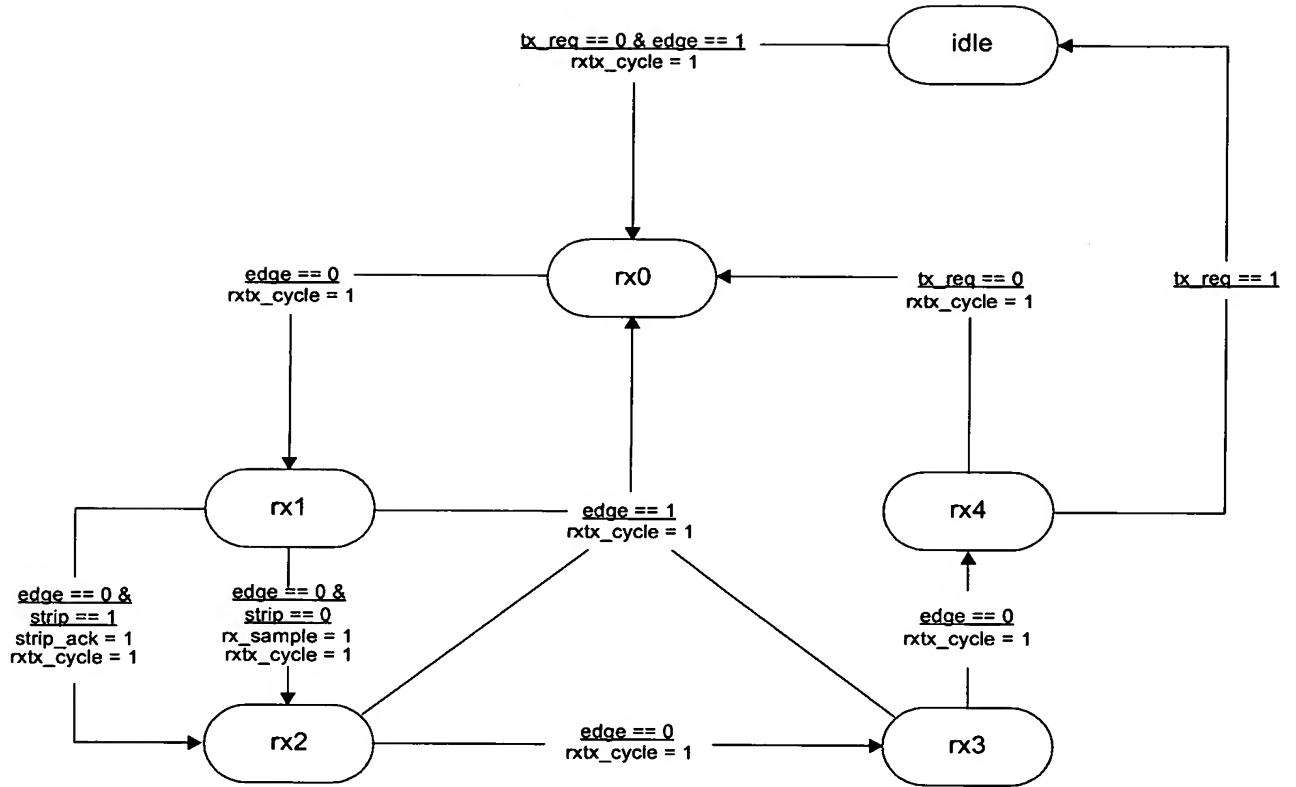 tx_req == 0 & edge == 1
rxtx_cycle = 1
idle
edge == 0
rxtx_cycle = 1
rx0
tx_req == 0
rxtx_cycle = 1
tx_req == 1
rx1
edge == 1
rxtx_cycle = 1
rx4
edge == 0 &
strip == 1
strip_ack = 1
rxtx_cycle = 1
edge == 0 &
strip == 0
rx_sample = 1
rxtx_cycle = 1
edge == 0
rxtx_cycle = 1
rx2
edge == 0
rxtx_cycle = 1
rx3